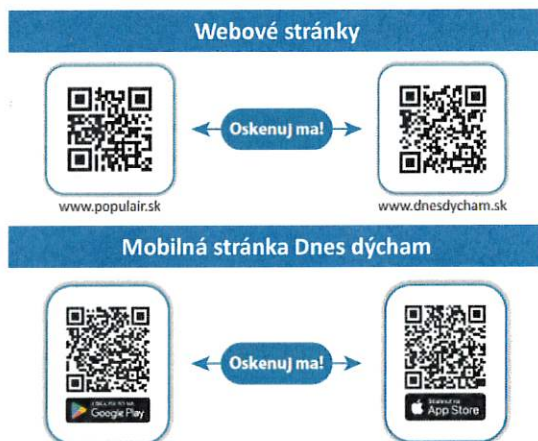 Webové stránky
Oskenuj ma!
www.populair.sk
www.dnesdycham.sk
Mobilná stránka Dnes dýcham
Oskenuj ma!
Google Play
App Store